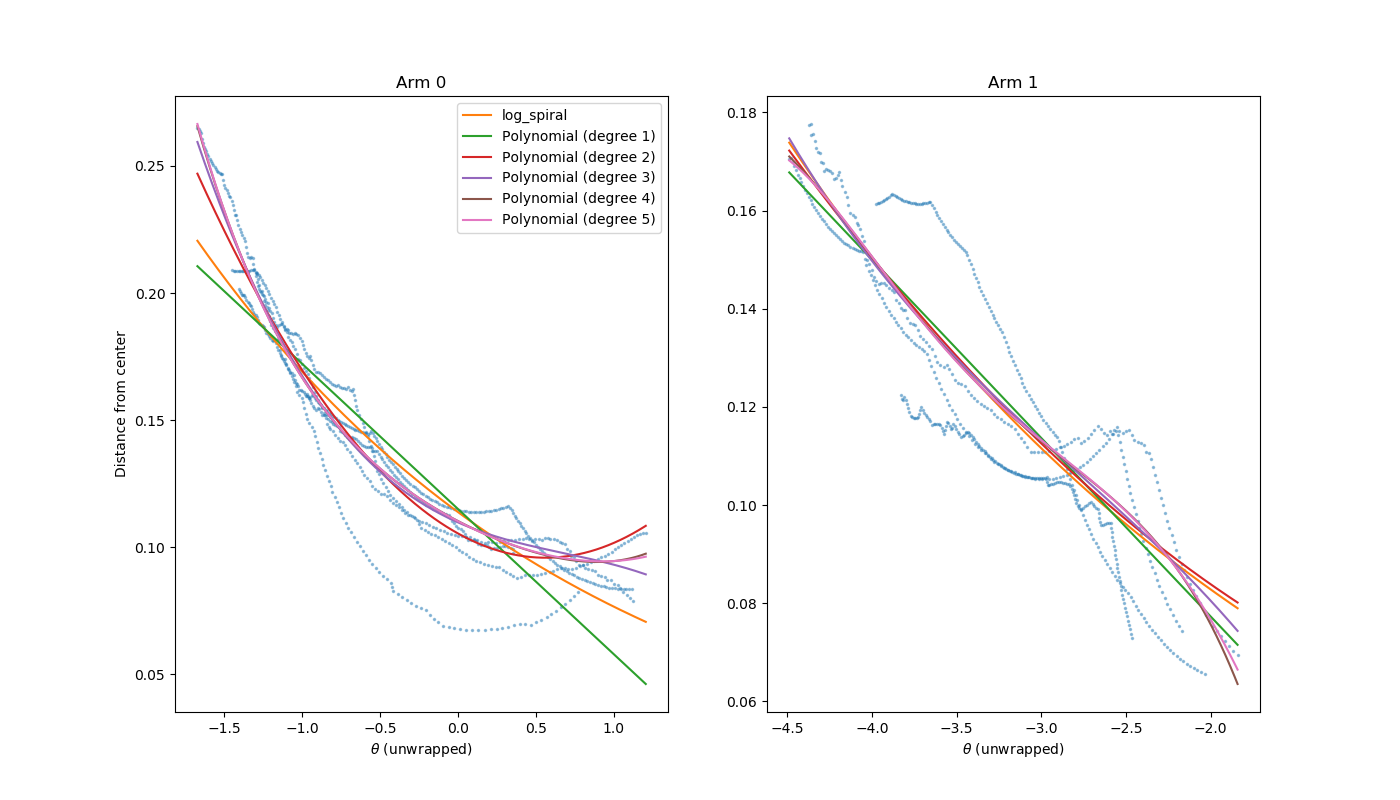 Arm 0
log_spiral
Polynomial (degree 1)
Polynomial (degree 2)
Polynomial (degree 3)
Polynomial (degree 4)
Polynomial (degree 5)
0.25
0.20
0.15
0.10
0.05
Distance from center
−1.5 −1.0 −0.5 0.0 0.5 1.0
θ (unwrapped)
Arm 1
0.18
0.16
0.14
0.12
0.10
0.08
0.06
−4.5 −4.0 −3.5 −3.0 −2.5 −2.0
θ (unwrapped)